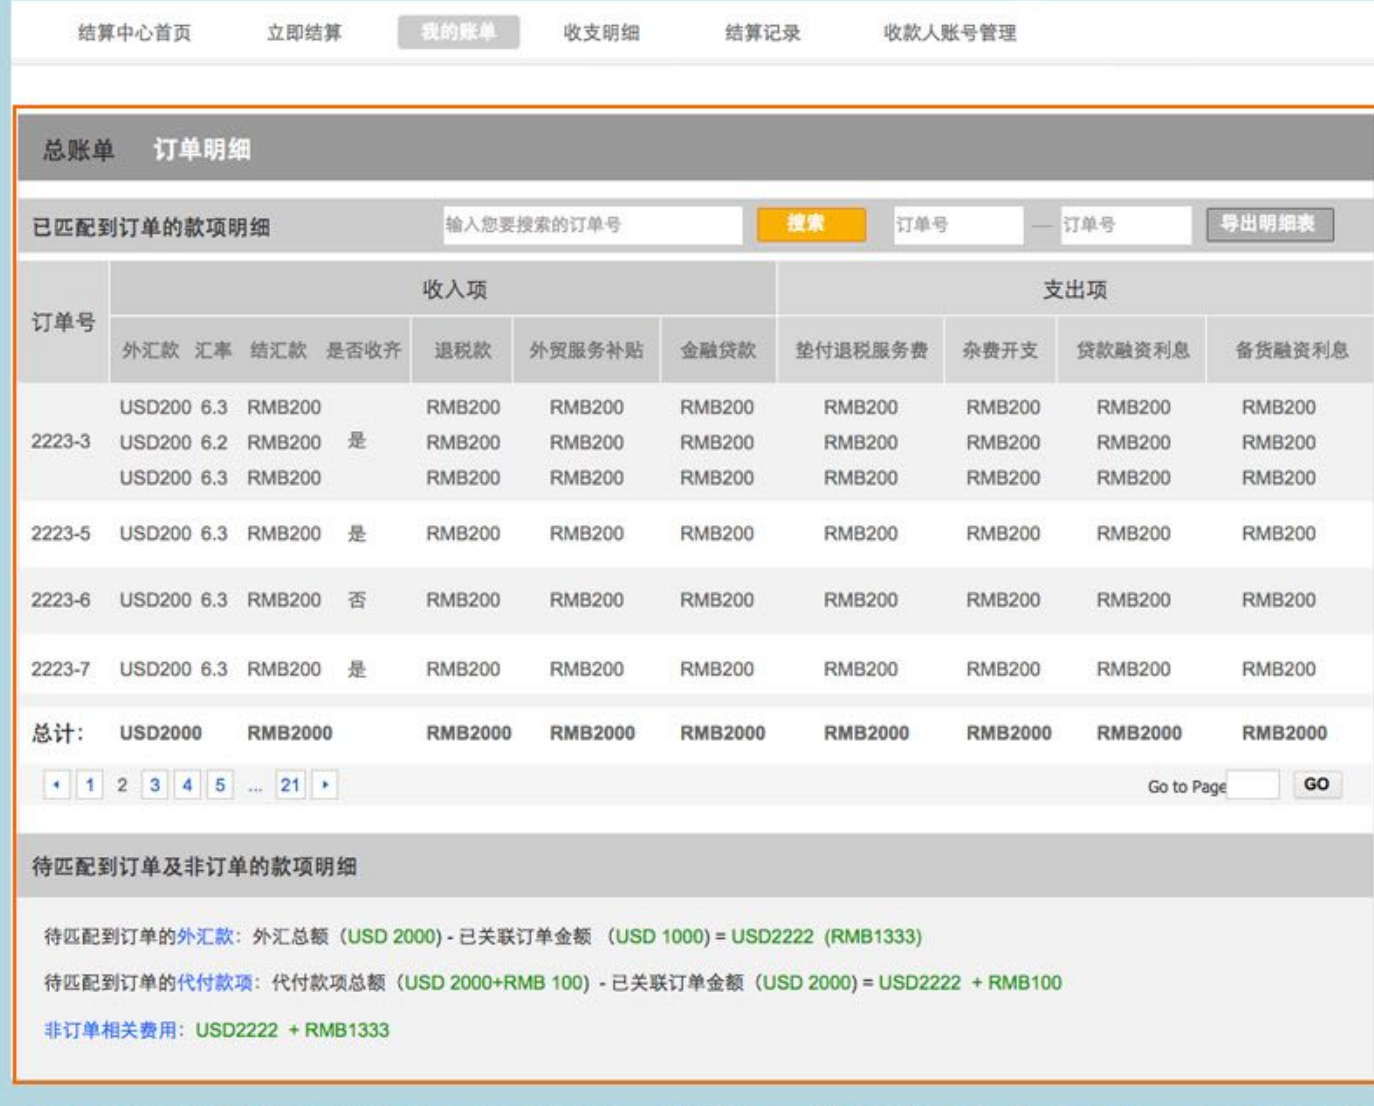 结算中心首页 立即结算 我的账单 收支明细 结算记录 收款人账号管理
总账单 订单明细
已匹配到订单的款项明细 输入您要搜索的订单号 搜索 订单号 — 订单号 导出明细表
收入项 支出项
订单号
外汇款 汇率 结汇款 是否收齐 退税款 外贸服务补贴 金融贷款 垫付退税服务费 杂费开支 贷款融资利息 备货融资利息
USD200 6.3 RMB200 RMB200 RMB200 RMB200 RMB200 RMB200 RMB200 RMB200
2223-3 USD200 6.2 RMB200 是 RMB200 RMB200 RMB200 RMB200 RMB200 RMB200 RMB200
USD200 6.3 RMB200 RMB200 RMB200 RMB200 RMB200 RMB200 RMB200 RMB200
2223-5 USD200 6.3 RMB200 是 RMB200 RMB200 RMB200 RMB200 RMB200 RMB200 RMB200
2223-6 USD200 6.3 RMB200 否 RMB200 RMB200 RMB200 RMB200 RMB200 RMB200 RMB200
2223-7 USD200 6.3 RMB200 是 RMB200 RMB200 RMB200 RMB200 RMB200 RMB200 RMB200
总计: USD2000 RMB2000 RMB2000 RMB2000 RMB2000 RMB2000 RMB2000 RMB2000 RMB2000
1 2 3 4 5 ... 21 Go to Page GO
待匹配到订单及非订单的款项明细
待匹配到订单的外汇款: 外汇总额（USD 2000) - 已关联订单金额 （USD 1000) = USD2222 (RMB1333)
待匹配到订单的代付款项: 代付款项总额（USD 2000+RMB 100) - 已关联订单金额（USD 2000) = USD2222 + RMB100
非订单相关费用: USD2222 + RMB1333